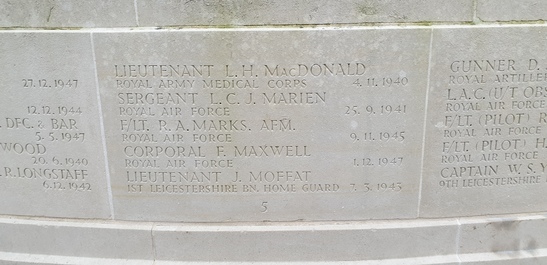 27.12.1947
12.12.1944
DFC. & BAR
5.5.1947
WOOD
20.6.1940
.R.LONGSTAFF
6.12.1942
LIEUTENANT L. H. MacDONALD
ROYAL ARMY MEDICAL CORPS 4.11.1940
SERGEANT L. C. J. MARIEN
ROYAL AIR FORCE 25.9.1941
F/LT. R. A. MARKS. AFM.
ROYAL AIR FORCE 9.11.1945
CORPORAL F. MAXWELL
ROYAL AIR FORCE 1.12.1947
LIEUTENANT J. MOFFAT
1ST LEICESTERSHIRE BN. HOME GUARD 7.3.1943
5
GUNNER D.
ROYAL ARTILLE
L.A.C. (U/T OBS
ROYAL AIR FORCE
F/LT. (PILOT) R
ROYAL AIR FORCE
F/LT. (PILOT) H.
ROYAL AIR FORCE
CAPTAIN W. S. Y
9TH LEICESTERSHIRE